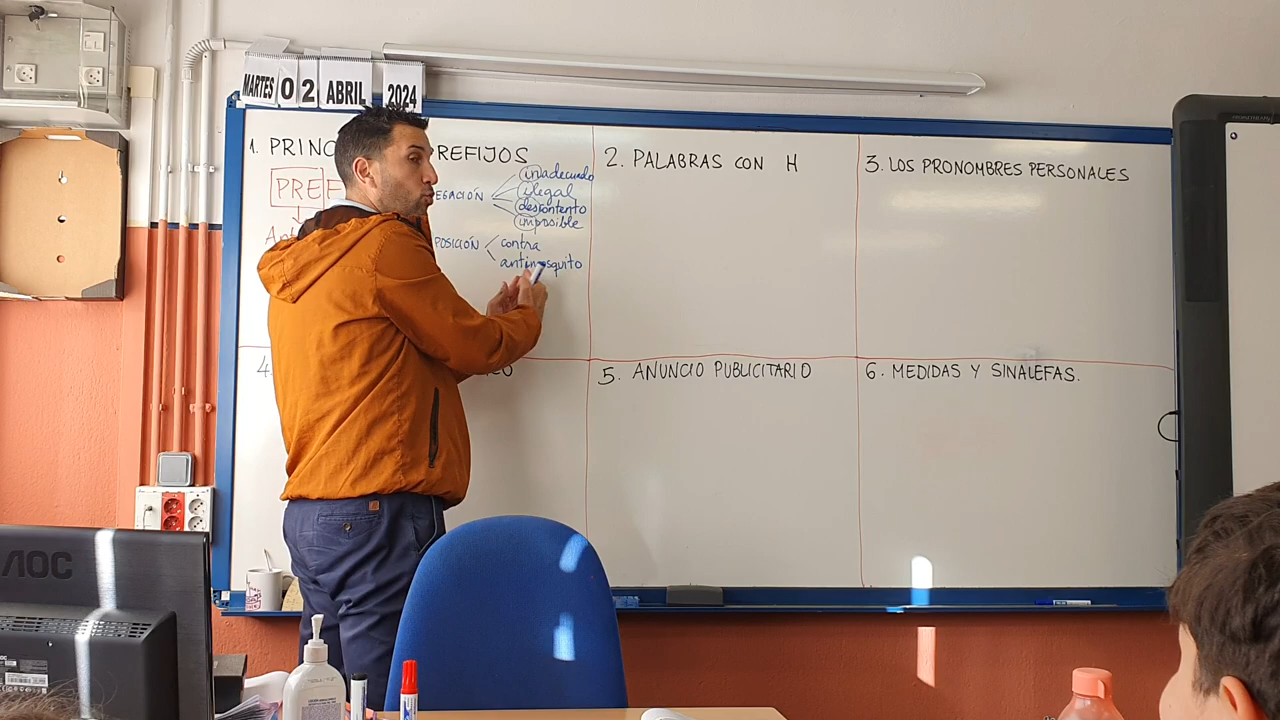 MARTES 02 ABRIL 2024
1. PRINC REFIJOS
PREF
EGACIÓN
inadecuado
ilegal
descontento
imposible
POSICIÓN
contra
antimosquito
2. PALABRAS CON H
3. LOS PRONOMBRES PERSONALES
4.
5. ANUNCIO PUBLICITARIO
6. MEDIDAS Y SINALEFAS.
AOC